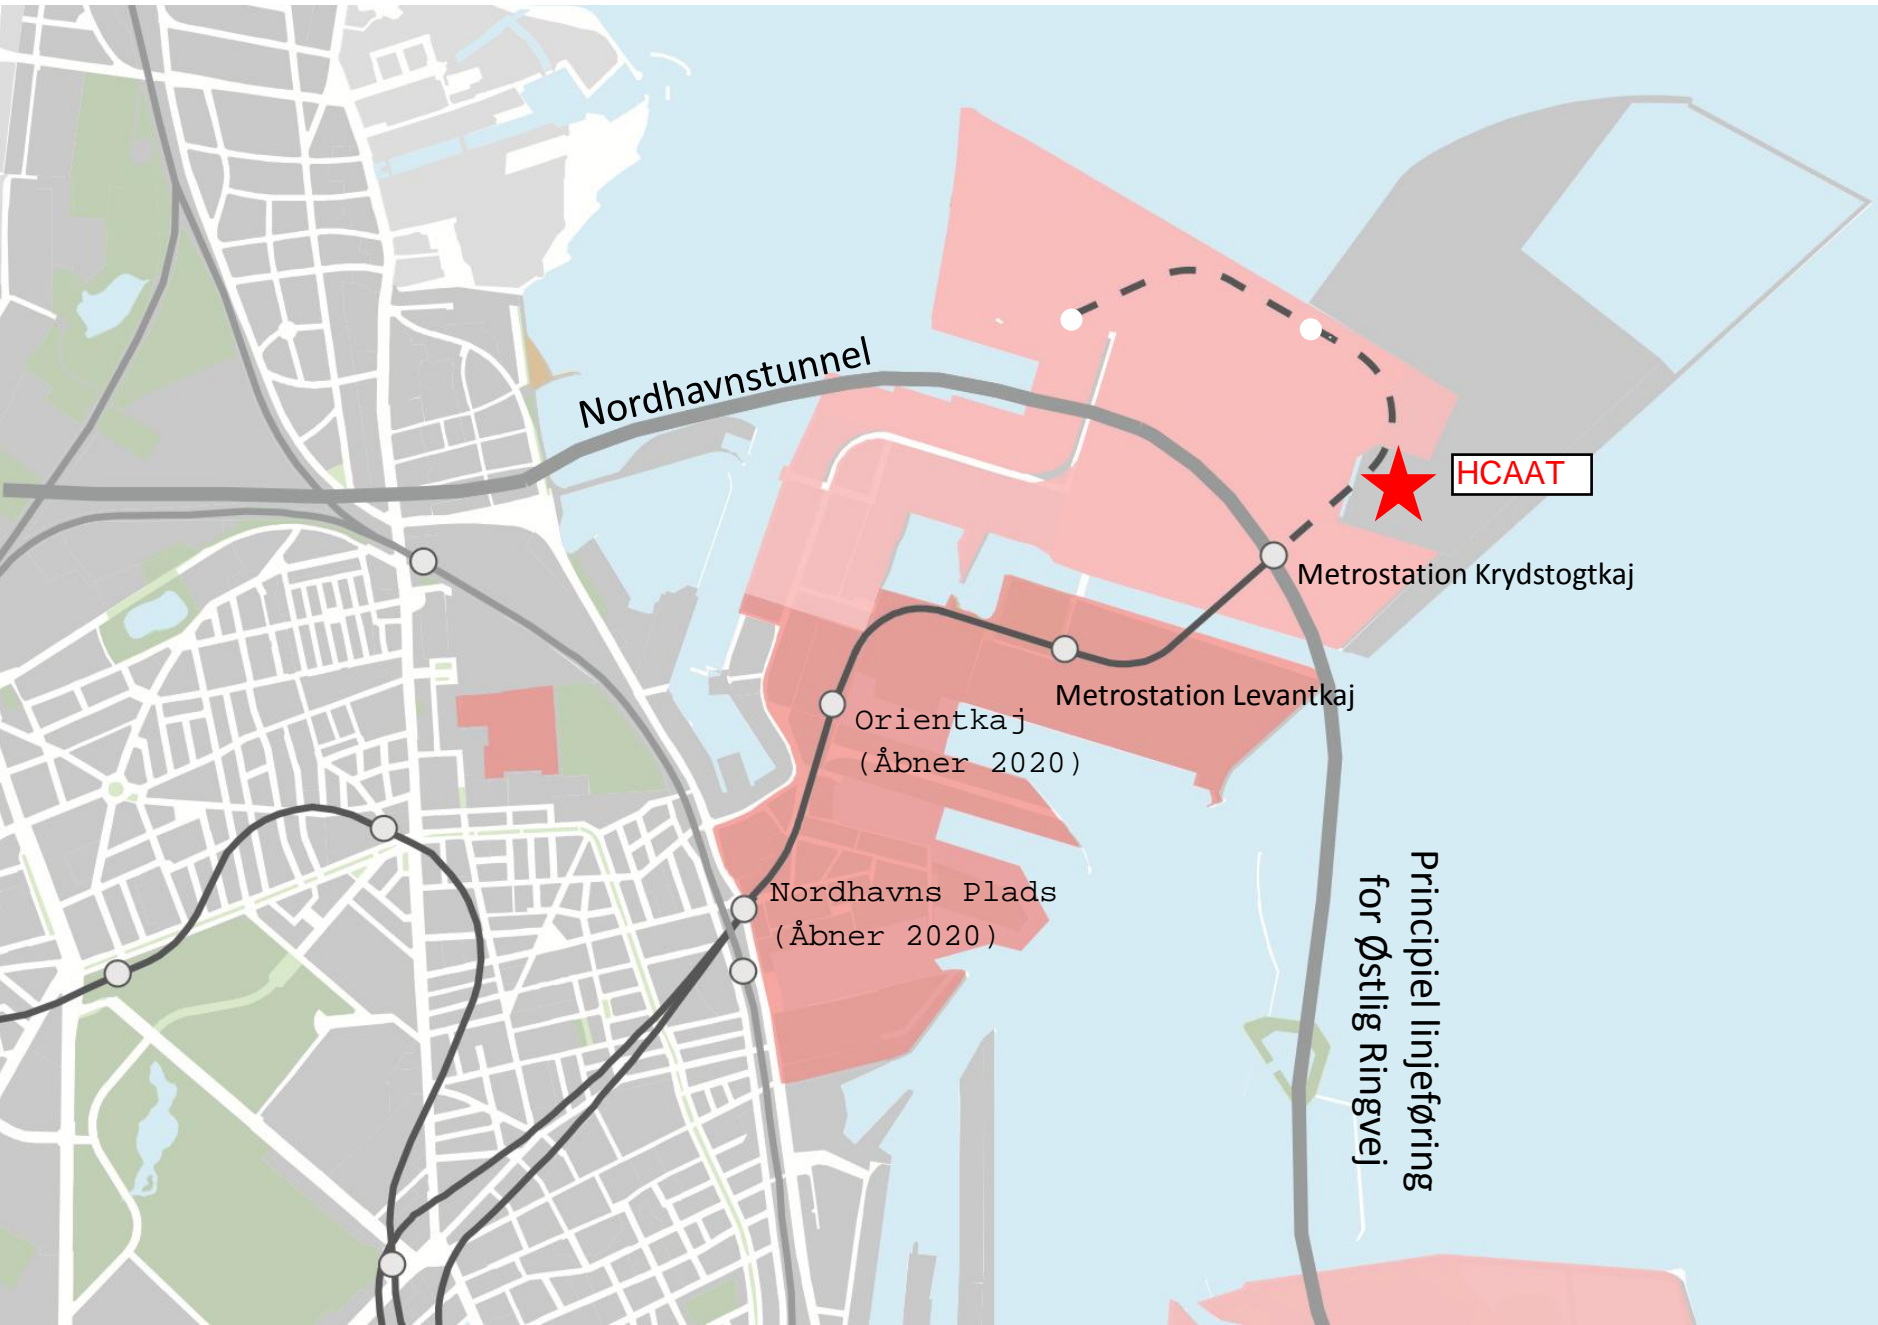 Nordhavnstunnel
HCAAT
Metrostation Krydstogtkaj
Metrostation Levantkaj
Orientkaj
(Åbner 2020)
Nordhavns Plads
(Åbner 2020)
Principiel linjeføring
for Østlig Ringvej